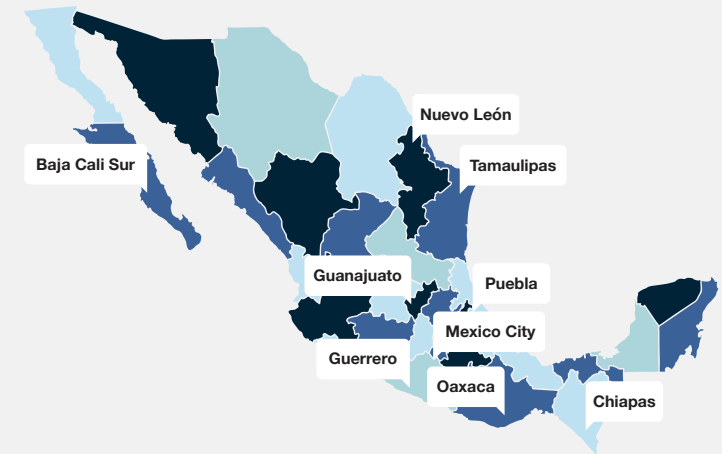 Nuevo León
Baja Cali Sur
Tamaulipas
Guanajuato
Puebla
Mexico City
Guerrero
Oaxaca
Chiapas